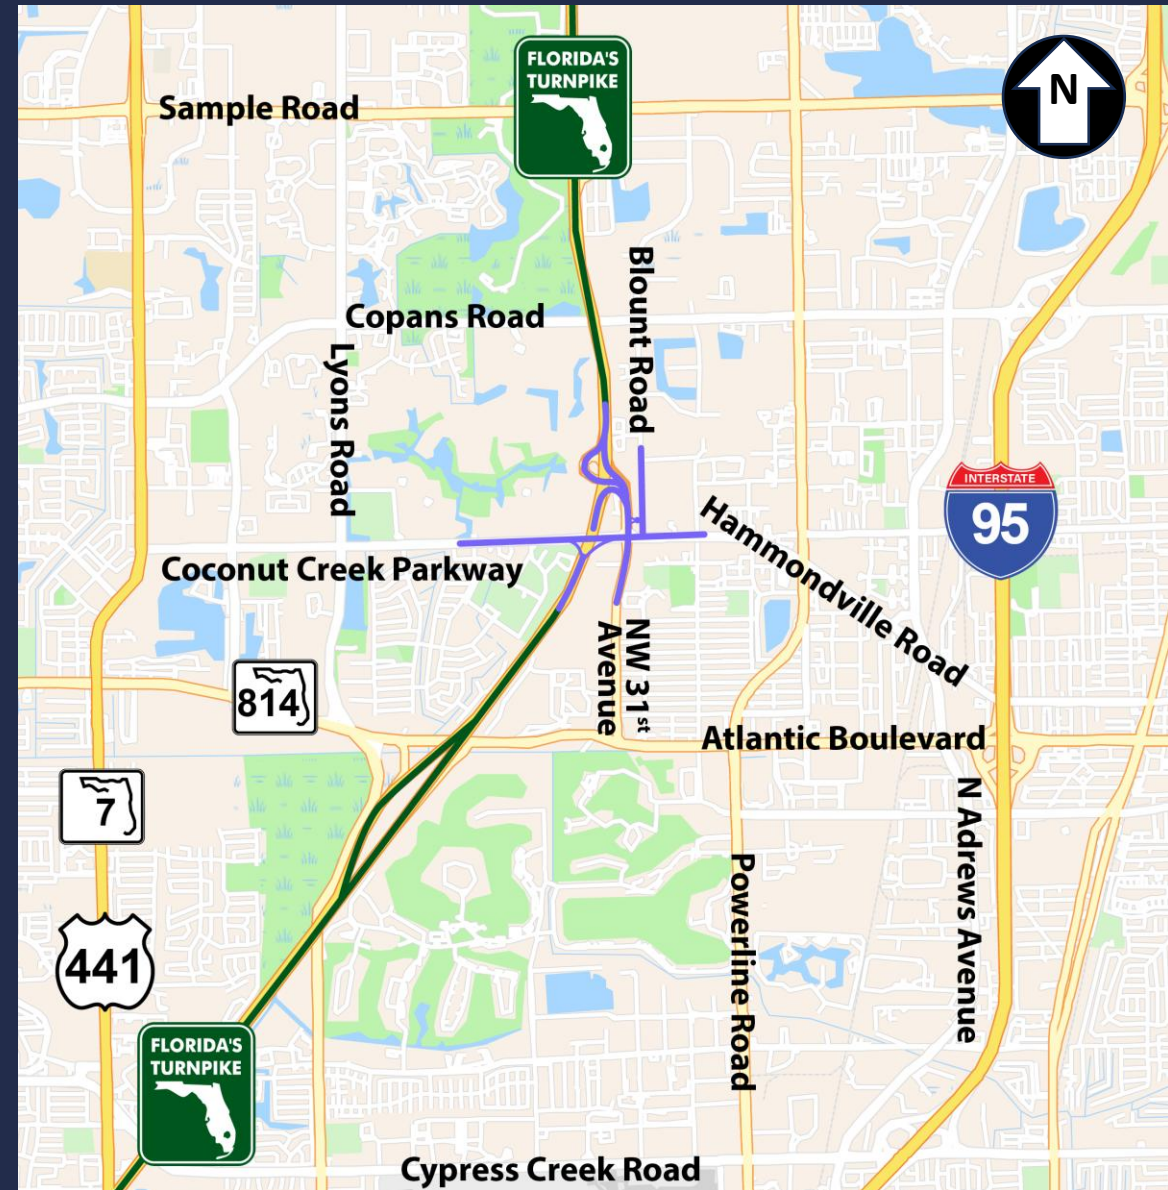 FLORIDA'S
TURNPIKE
N
Sample Road
Blount Road
Copans Road
Lyons Road
INTERSTATE
95
Hammondville Road
Coconut Creek Parkway
NW 31st
Avenue
814
Atlantic Boulevard
7
N Adrews Avenue
Powerline Road
441
FLORIDA'S
TURNPIKE
Cypress Creek Road